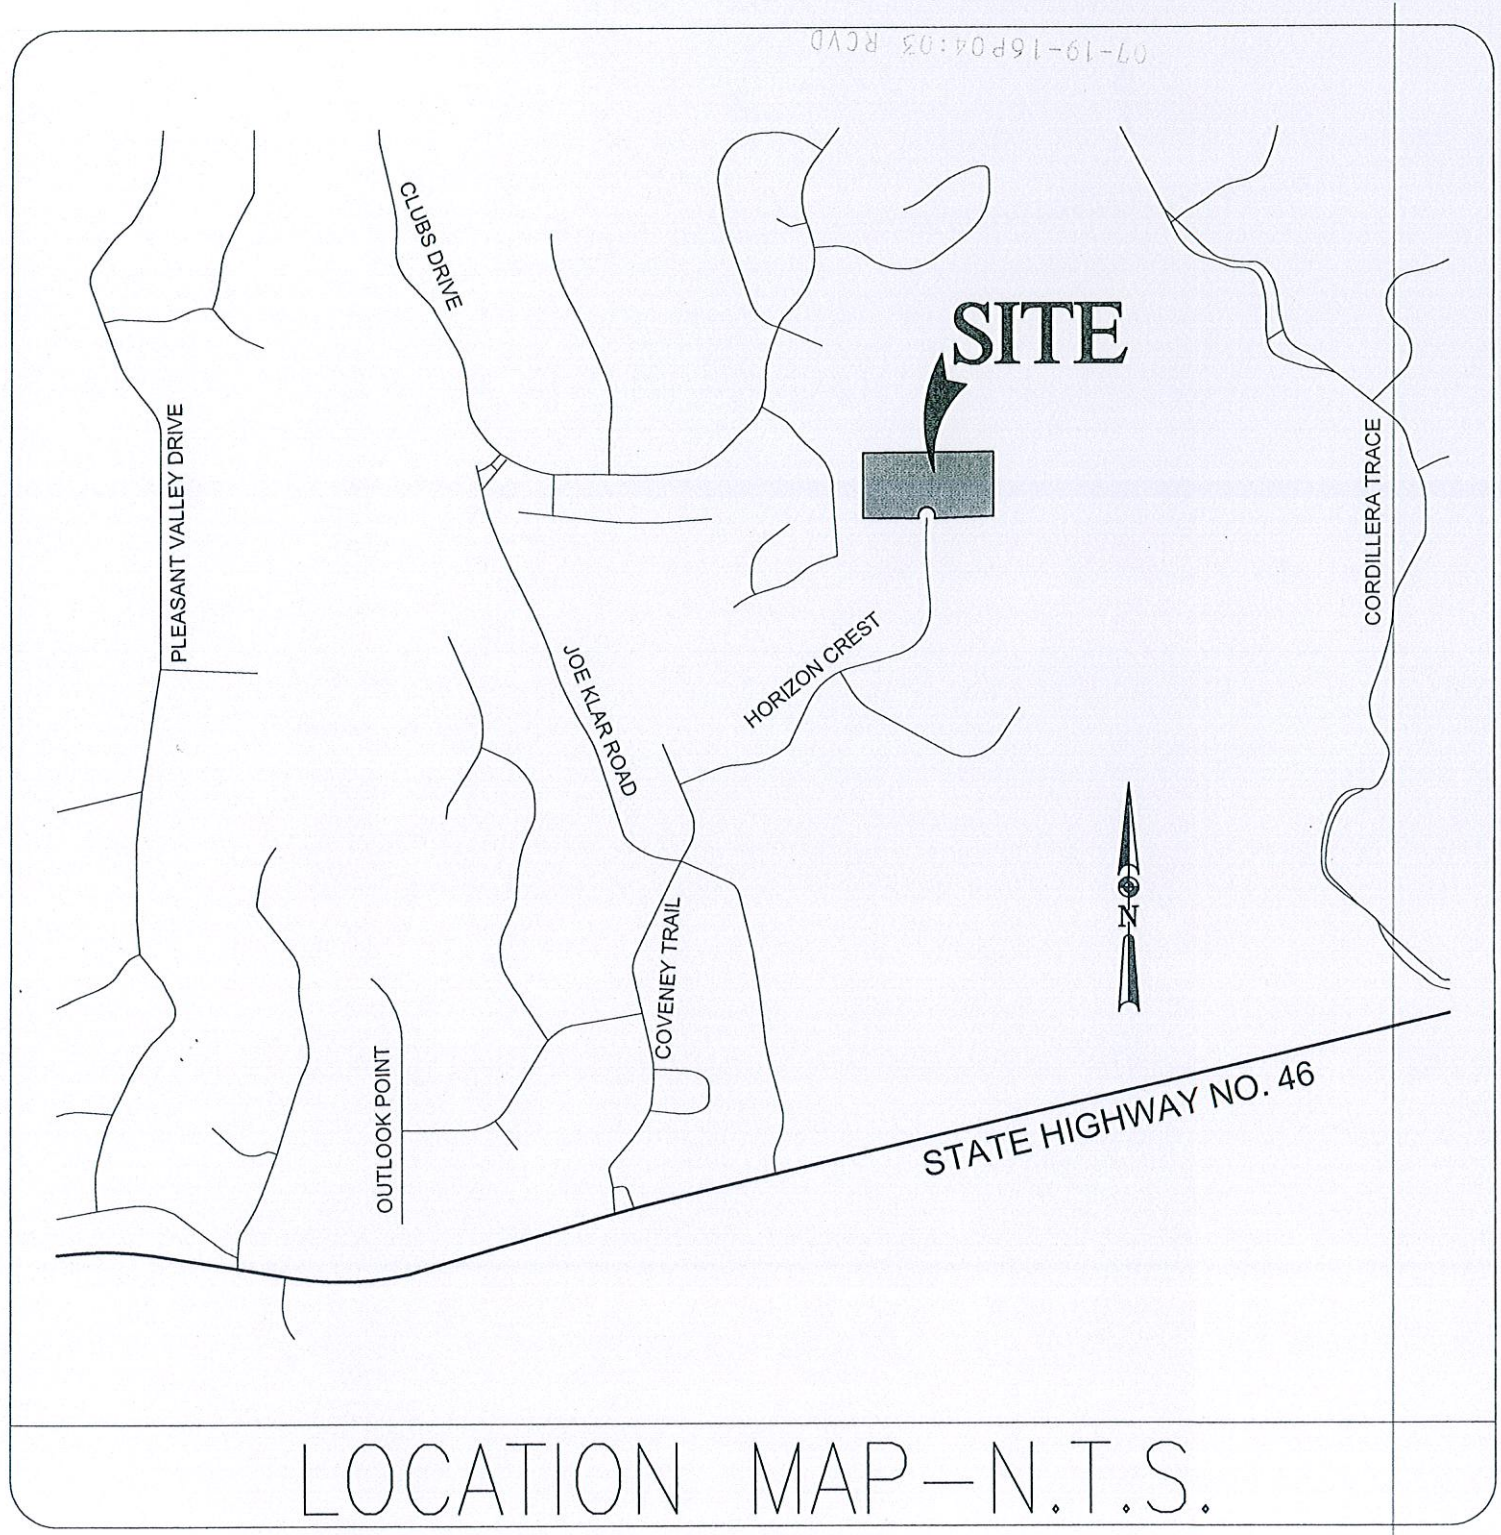 07-19-16P04:03 RCVD
CLUBS DRIVE
SITE
PLEASANT VALLEY DRIVE
CORDILLERA TRACE
HORIZON CREST
JOE KLAR ROAD
COVENEY TRAIL
N
OUTLOOK POINT
STATE HIGHWAY NO. 46
LOCATION MAP-N.T.S.